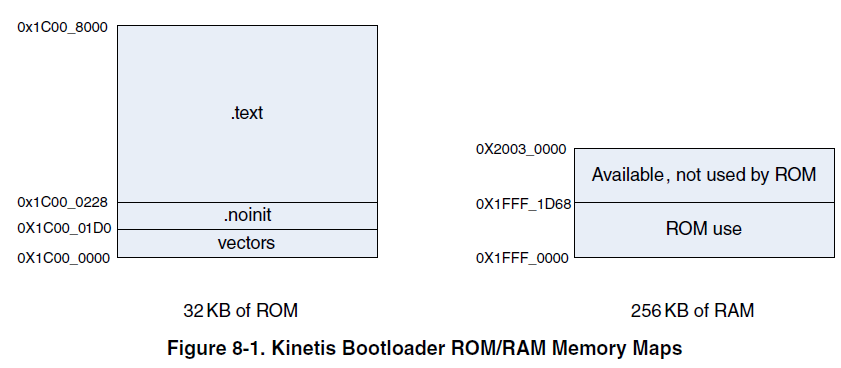 0x1C00_8000
.text
0x1C00_0228
.noinit
0X1C00_01D0
vectors
0X1C00_0000
32 KB of ROM
0X2003_0000
Available, not used by ROM
0X1FFF_1D68
ROM use
0X1FFF_0000
256 KB of RAM
Figure 8-1. Kinetis Bootloader ROM/RAM Memory Maps